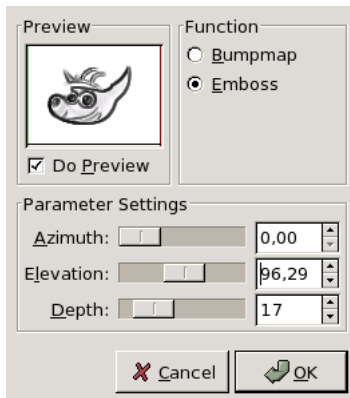 Preview
Do Preview
Function
Bumpmap
Emboss
Parameter Settings
Azimuth: 0,00
Elevation: 96,29
Depth: 17
Cancel
OK